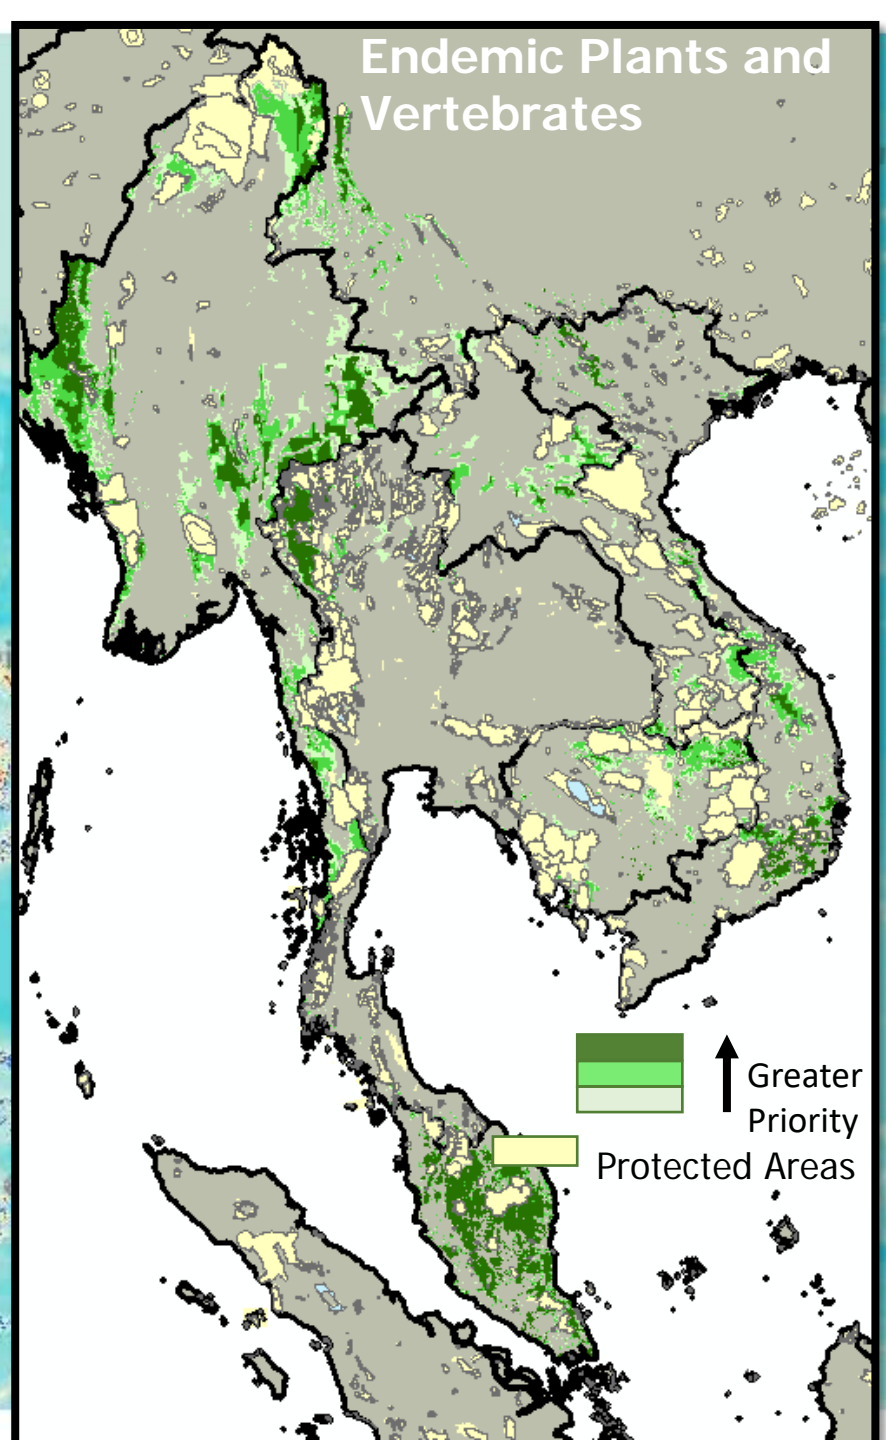 Endemic Plants and
Vertebrates
Greater
Priority
Protected Areas